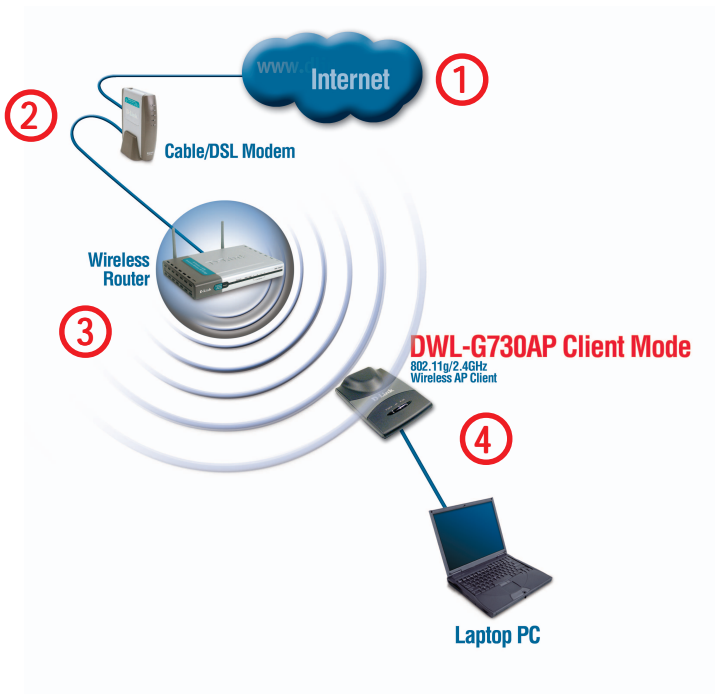 www.
Internet
1
2
Cable/DSL Modem
Wireless
Router
3
DWL-G730AP Client Mode
802.11g/2.4GHz
Wireless AP Client
D-Link
4
Laptop PC